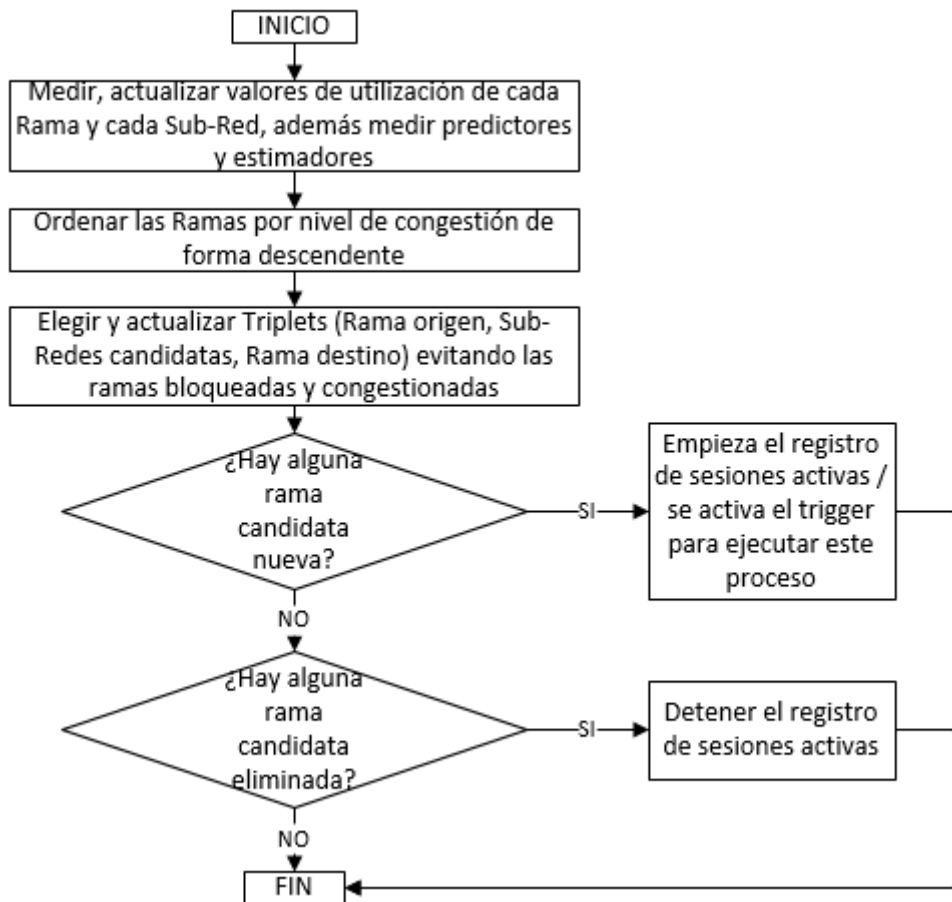 INICIO
Medir, actualizar valores de utilización de cada
Rama y cada Sub-Red, además medir predictores
y estimadores
Ordenar las Ramas por nivel de congestión de
forma descendente
Elegir y actualizar Triplets (Rama origen, Sub-
Redes candidatas, Rama destino) evitando las
ramas bloqueadas y congestionadas
¿Hay alguna
rama
candidata
nueva?
SI
Empieza el registro
de sesiones activas /
se activa el trigger
para ejecutar este
proceso
NO
¿Hay alguna
rama
candidata
eliminada?
SI
Detener el registro
de sesiones activas
NO
FIN